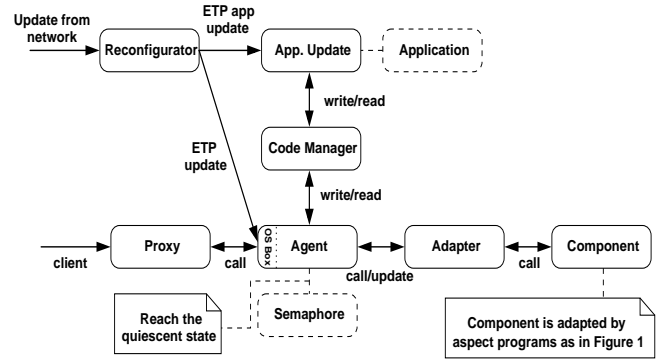 Update from
network
ETP app
update
Reconfigurator
App. Update
Application
write/read
Code Manager
ETP
update
write/read
Proxy
OS Box
Agent
Adapter
Component
client
call
call/update
call
Reach the
quiescent state
Semaphore
Component is adapted by
aspect programs as in Figure 1